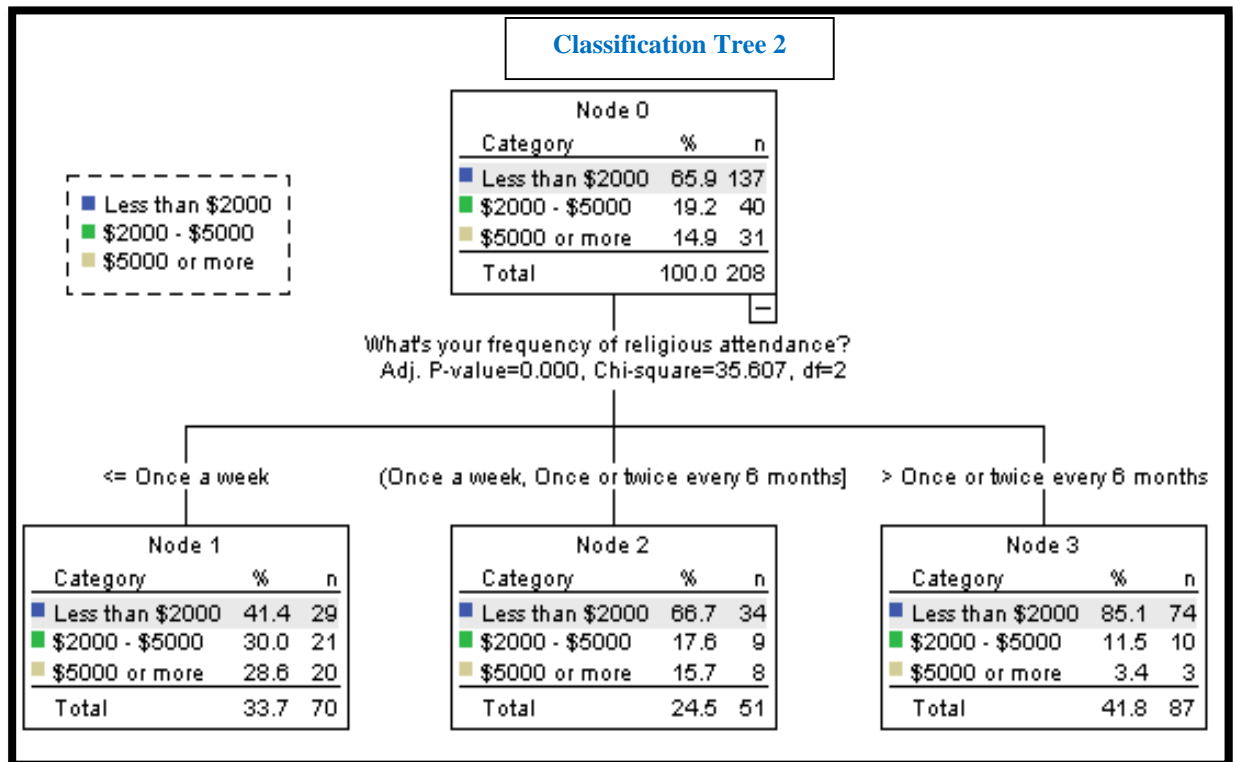 Classification Tree 2
Node 0
Category % n
Less than $2000 65.9 137
$2000 - $5000 19.2 40
$5000 or more 14.9 31
Total 100.0 208
Less than $2000
$2000 - $5000
$5000 or more
What's your frequency of religious attendance?
Adj. P-value=0.000, Chi-square=35.607, df=2
<= Once a week
(Once a week, Once or twice every 6 months]
> Once or twice every 6 months
Node 1
Category % n
Less than $2000 41.4 29
$2000 - $5000 30.0 21
$5000 or more 28.6 20
Total 33.7 70
Node 2
Category % n
Less than $2000 66.7 34
$2000 - $5000 17.6 9
$5000 or more 15.7 8
Total 24.5 51
Node 3
Category % n
Less than $2000 85.1 74
$2000 - $5000 11.5 10
$5000 or more 3.4 3
Total 41.8 87